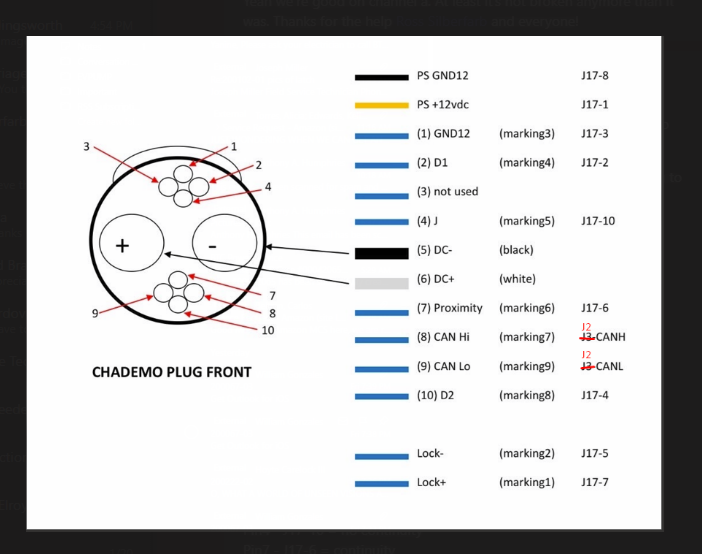 PS GND12 J17-8
PS +12vdc J17-1
(1) GND12 (marking3) J17-3
(2) D1 (marking4) J17-2
(3) not used
(4) J (marking5) J17-10
(5) DC- (black)
(6) DC+ (white)
(7) Proximity (marking6) J17-6
J2
(8) CAN Hi (marking7) J3-CANH
J2
(9) CAN Lo (marking9) J3-CANL
(10) D2 (marking8) J17-4
Lock- (marking2) J17-5
Lock+ (marking1) J17-7
3
1
2
4
+
-
7
9
8
10
CHADEMO PLUG FRONT